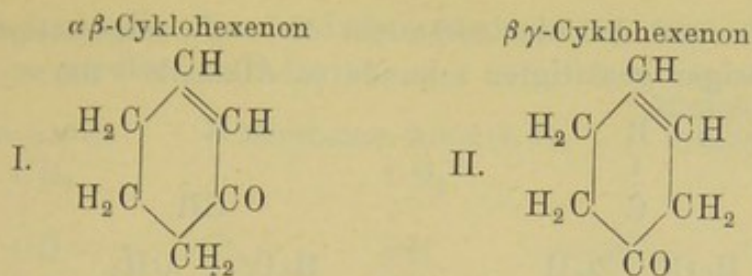 αβ-Cyklohexenon βγ-Cyklohexenon
CH CH
H₂C CH H₂C CH
I. II.
H₂C CO H₂C CH₂
CH₂ CO